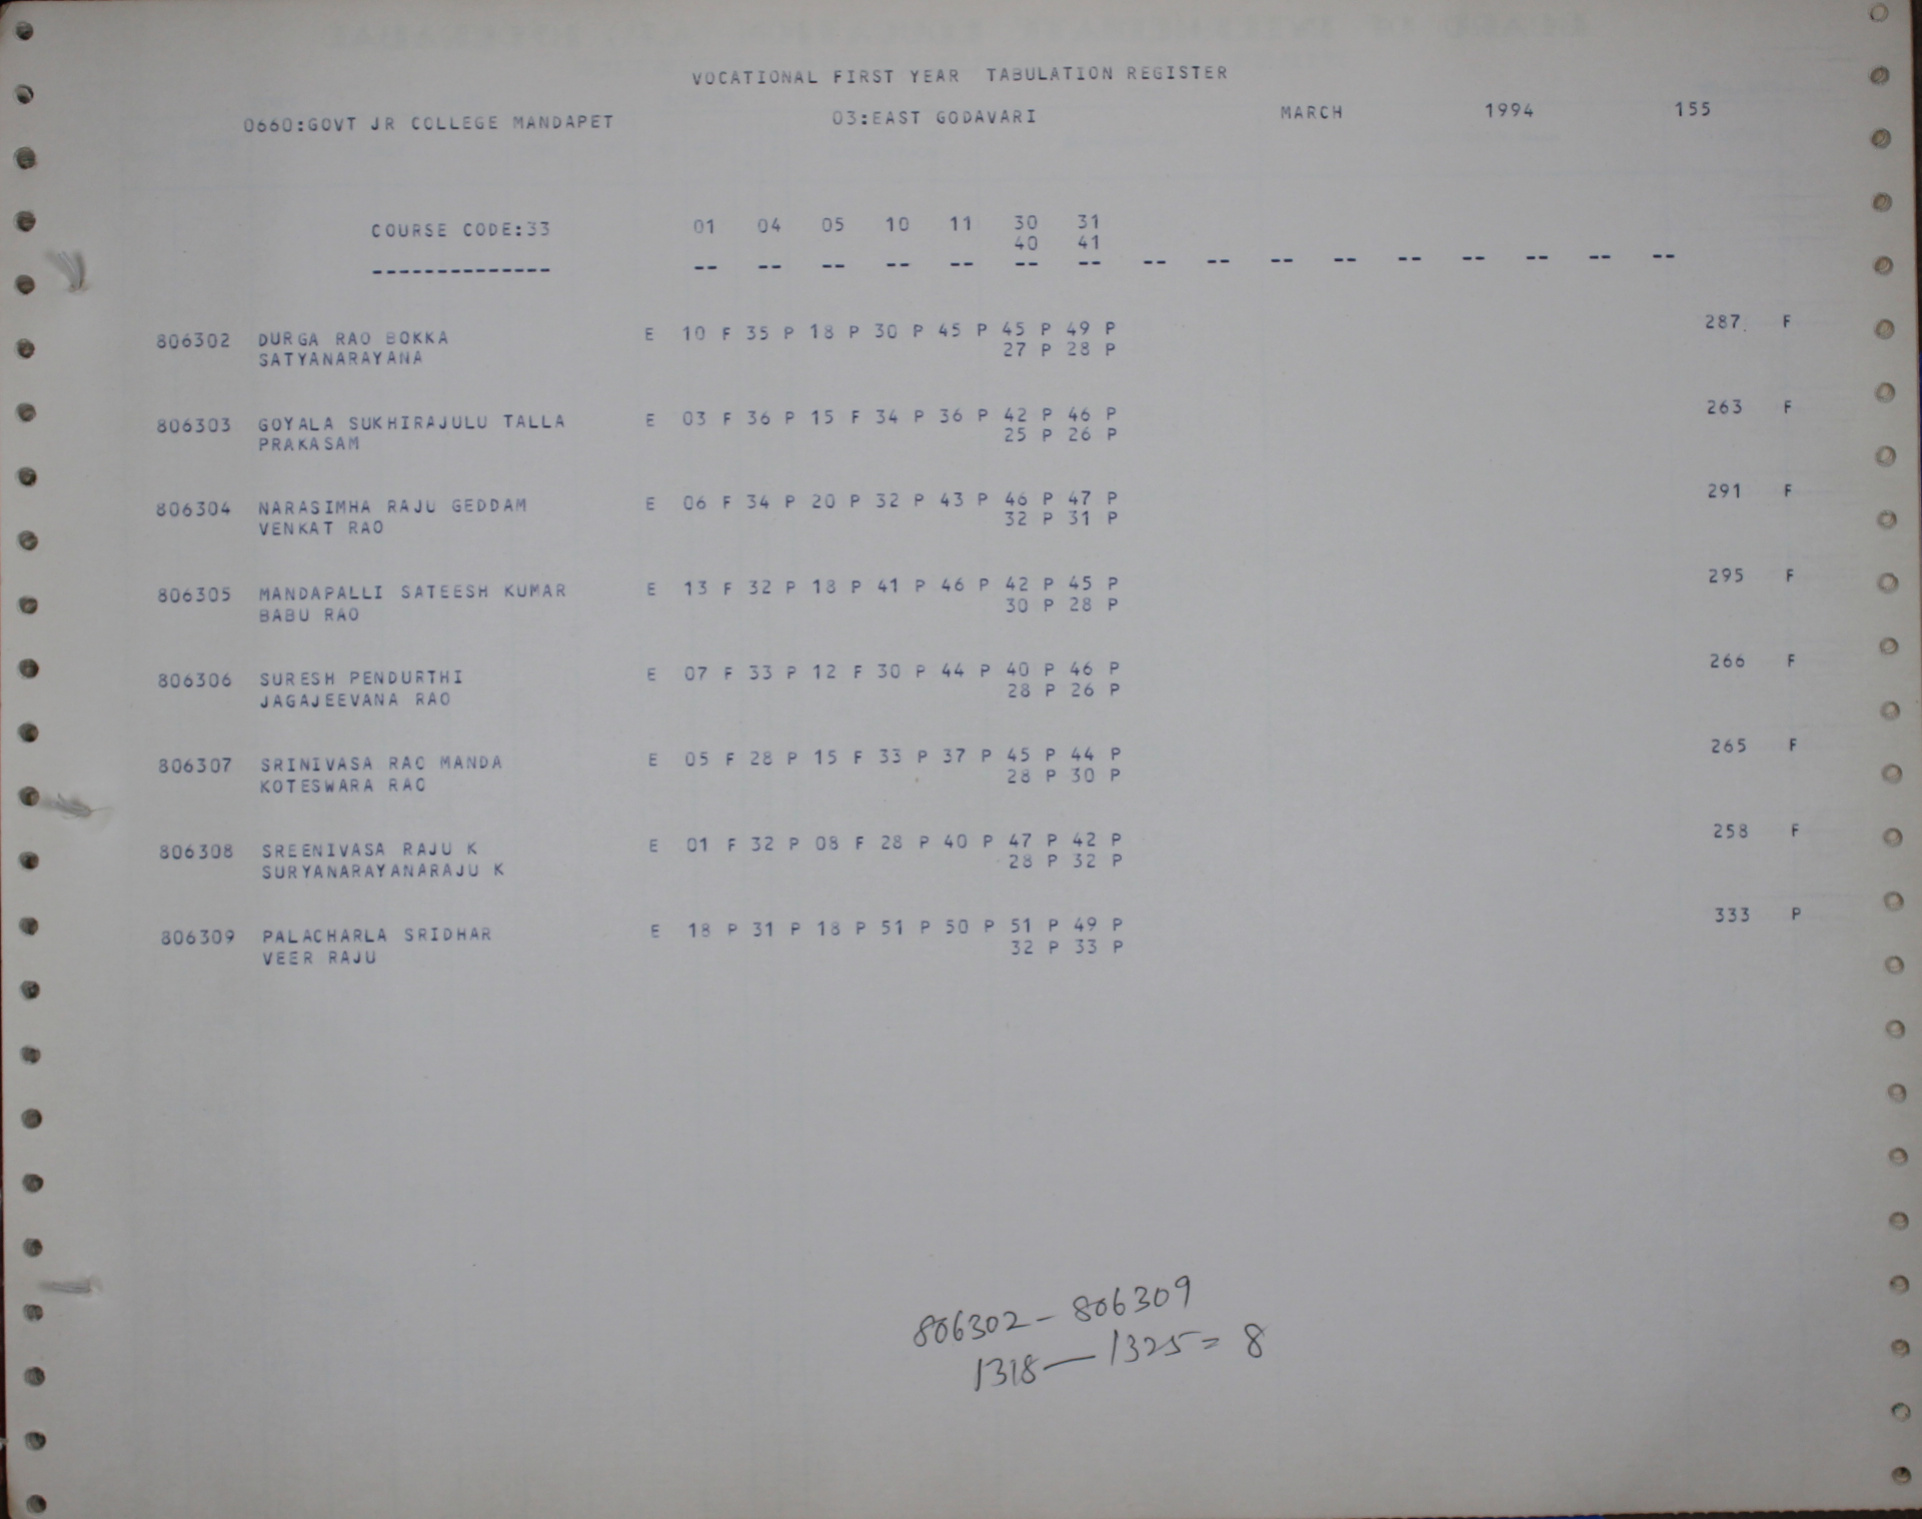 VOCATIONAL FIRST YEAR TABULATION REGISTER
0660:GOVT JR COLLEGE MANDAPET 03:EAST GODAVARI MARCH 1994 155
COURSE CODE:33 01 04 05 10 11 30 31
40 41
-------------- -- -- -- -- -- -- -- -- -- -- -- -- -- -- -- --
806302 DURGA RAO BOKKA E 10 F 35 P 18 P 30 P 45 P 45 P 49 P 287 F
SATYANARAYANA 27 P 28 P
806303 GOYALA SUKHIRAJULU TALLA E 03 F 36 P 15 F 34 P 36 P 42 P 46 P 263 F
PRAKASAM 25 P 26 P
806304 NARASIMHA RAJU GEDDAM E 06 F 34 P 20 P 32 P 43 P 46 P 47 P 291 F
VENKAT RAO 32 P 31 P
806305 MANDAPALLI SATEESH KUMAR E 13 F 32 P 18 P 41 P 46 P 42 P 45 P 295 F
BABU RAO 30 P 28 P
806306 SURESH PENDURTHI E 07 F 33 P 12 F 30 P 44 P 40 P 46 P 266 F
JAGAJEEVANA RAO 28 P 26 P
806307 SRINIVASA RAO MANDA E 05 F 28 P 15 F 33 P 37 P 45 P 44 P 265 F
KOTESWARA RAO 28 P 30 P
806308 SREENIVASA RAJU K E 01 F 32 P 08 F 28 P 40 P 47 P 42 P 258 F
SURYANARAYANARAJU K 28 P 32 P
806309 PALACHARLA SRIDHAR E 18 P 31 P 18 P 51 P 50 P 51 P 49 P 333 P
VEER RAJU 32 P 33 P
806302 - 806309
1318 — 1325 = 8